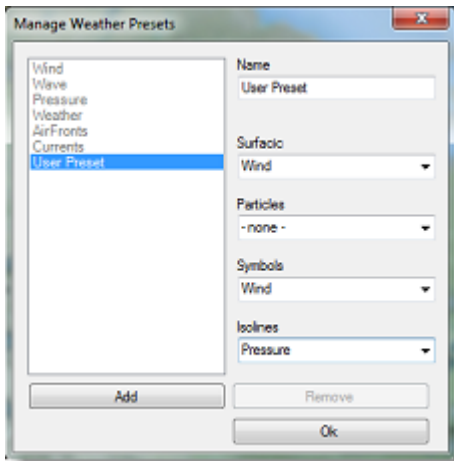 Manage Weather Presets
Wind
Wave
Pressure
Weather
AirFronts
Currents
User Preset
Name
User Preset
Surfacic
Wind
Particles
- none -
Symbols
Wind
Isolines
Pressure
Add
Remove
Ok